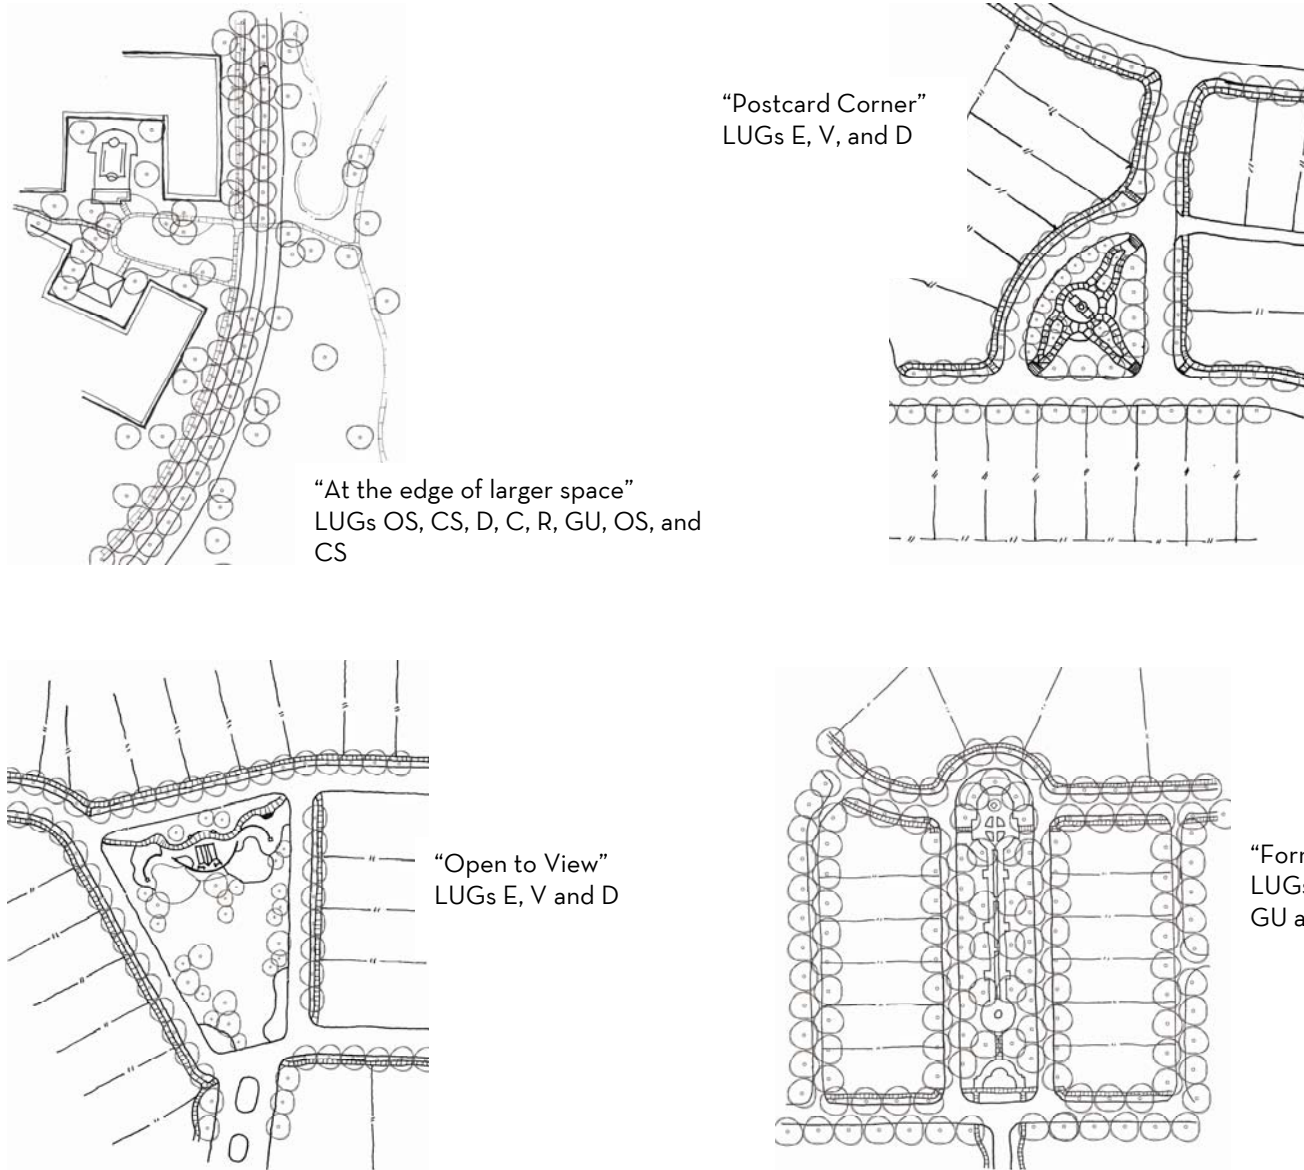 “Postcard Corner”
LUGs E, V, and D
“At the edge of larger space”
LUGs OS, CS, D, C, R, GU, OS, and
CS
“Open to View”
LUGs E, V and D
GU